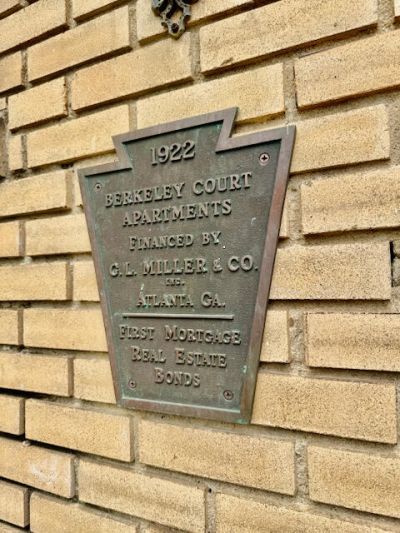 1922
BERKELEY COURT
APARTMENTS
FINANCED BY
G. L. MILLER & CO.
INC.
ATLANTA GA.
FIRST MORTGAGE
REAL ESTATE
BONDS